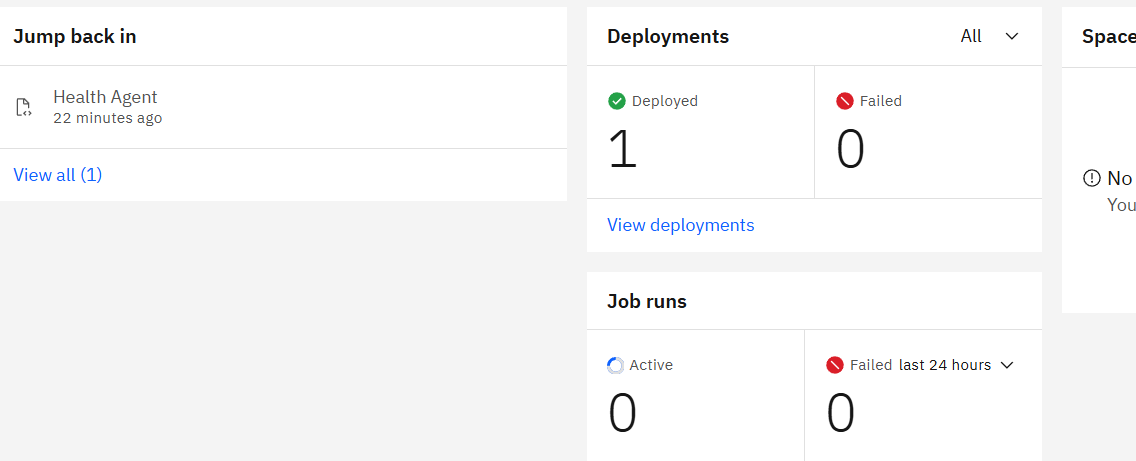 Jump back in
Health Agent
22 minutes ago
View all (1)
Deployments
All
Deployed
1
Failed
0
View deployments
Job runs
Active
0
Failed last 24 hours
0
Space
No
You